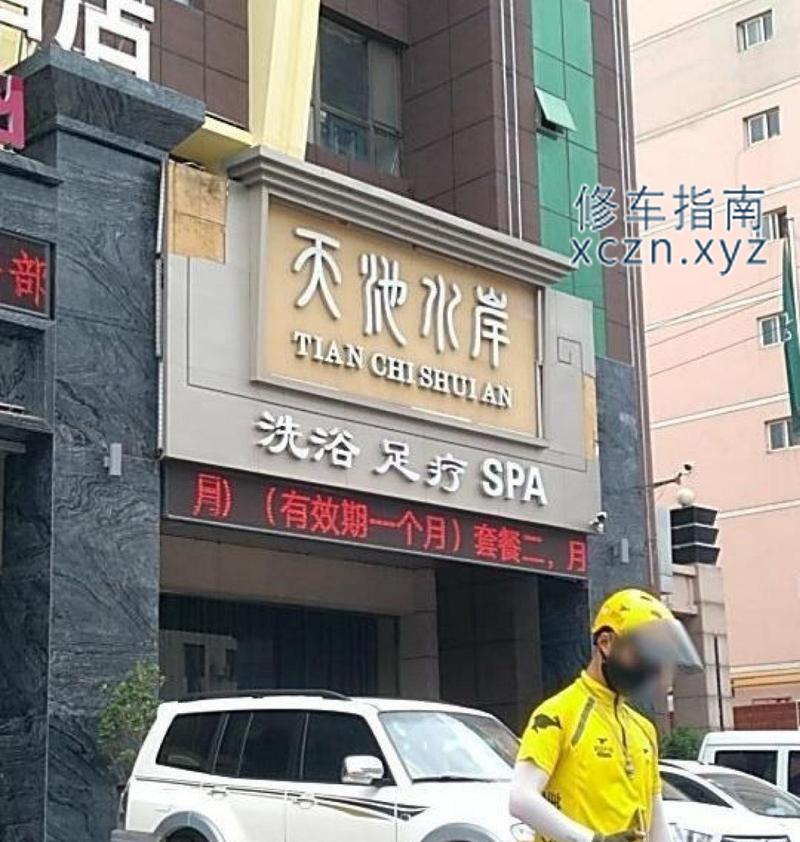 店
部
修车指南
xczn.xyz
天池水岸
TIAN CHI SHUI AN
洗浴 足疗 SPA
月）（有效期一个月）套餐二，月